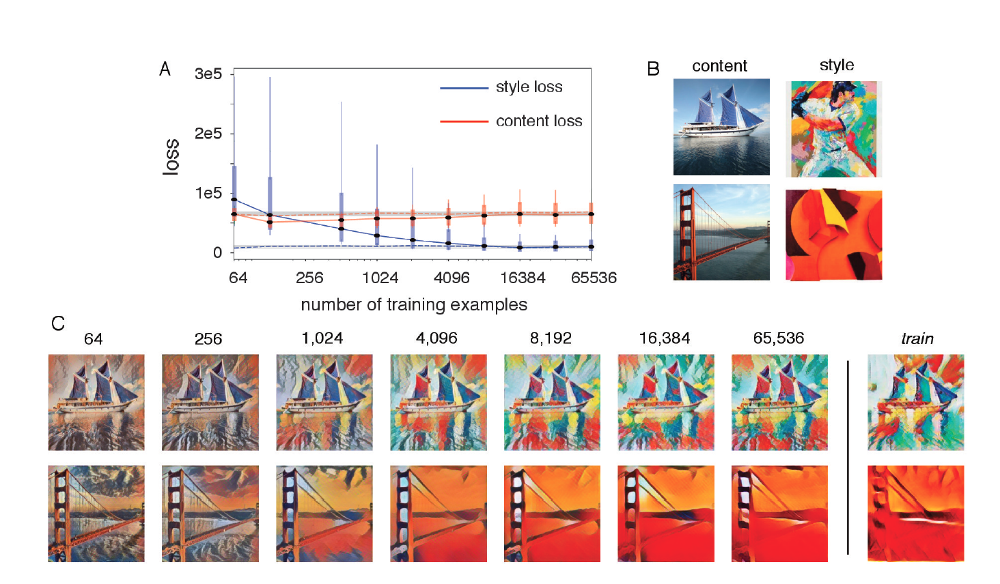 A
3e5
2e5
1e5
0
loss
style loss
content loss
64 256 1024 4096 16384 65536
number of training examples
B
content style
C
64 256 1,024 4,096 8,192 16,384 65,536 train